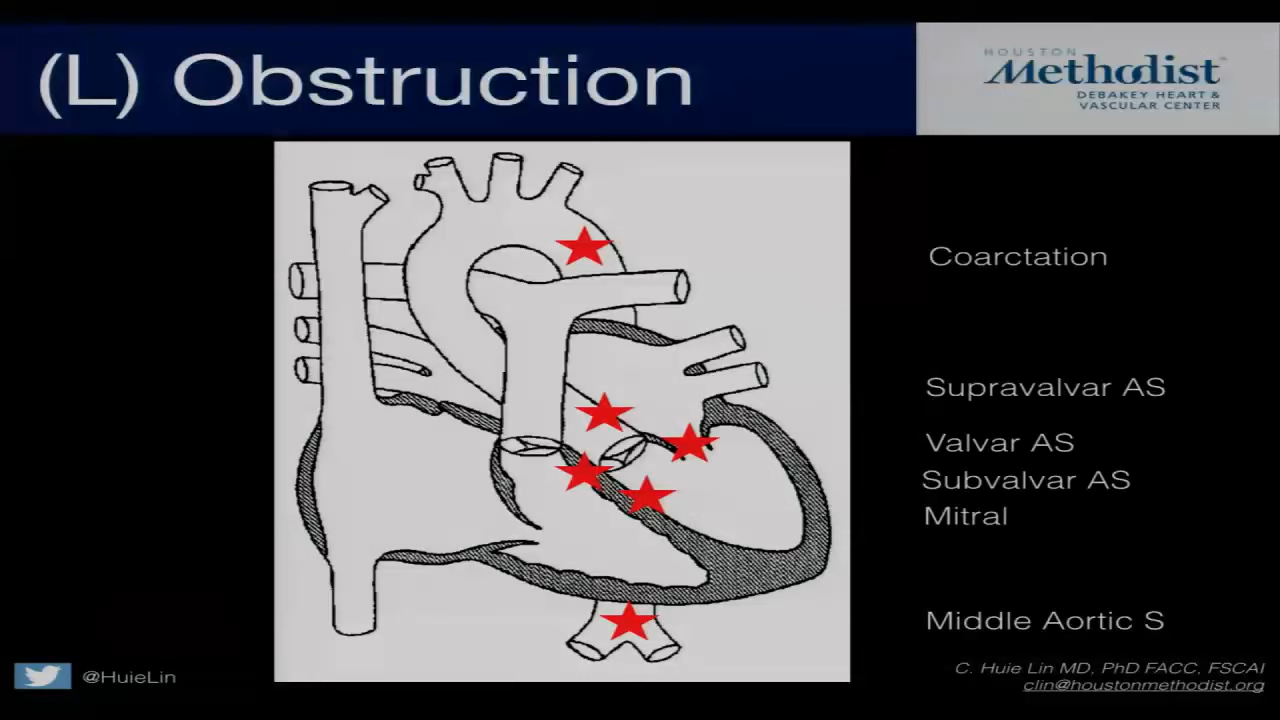 (L) Obstruction
HOUSTON
Methodist
DEBAKEY HEART &
VASCULAR CENTER
Coarctation
Supravalvar AS
Valvar AS
Subvalvar AS
Mitral
Middle Aortic S
@HuieLin
C. Huie Lin MD, PhD FACC, FSCAI
clin@houstonmethodist.org